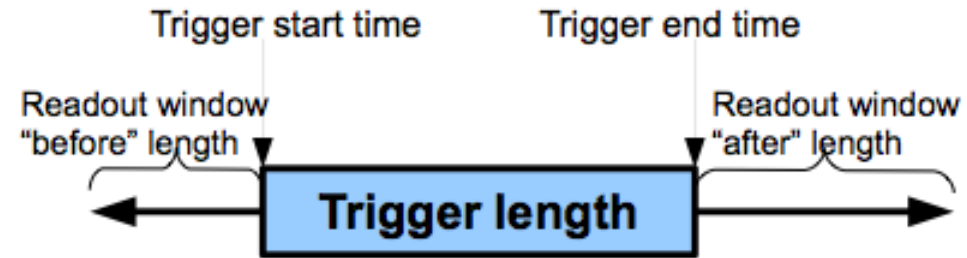 Trigger start time
Trigger end time
Readout window
“before” length
Readout window
“after” length
Trigger length